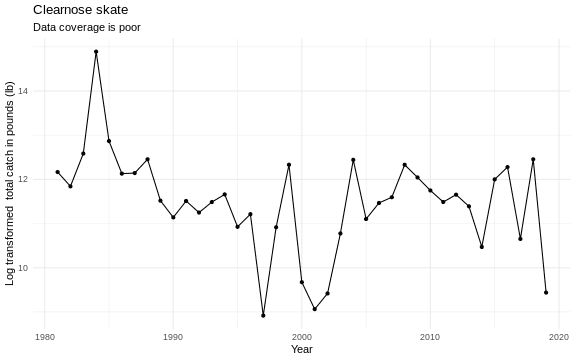 Clearnose skate
Data coverage is poor
Log transformed  total catch in pounds (lb)
14
12
10
1980
1990
2000
2010
2020
Year